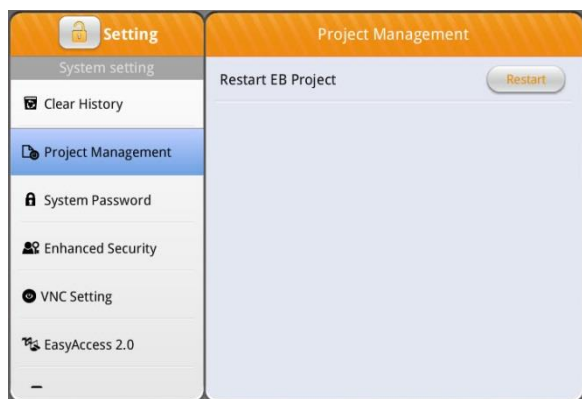 Setting
System setting
Clear History
Project Management
System Password
Enhanced Security
VNC Setting
EasyAccess 2.0
Project Management
Restart EB Project
Restart